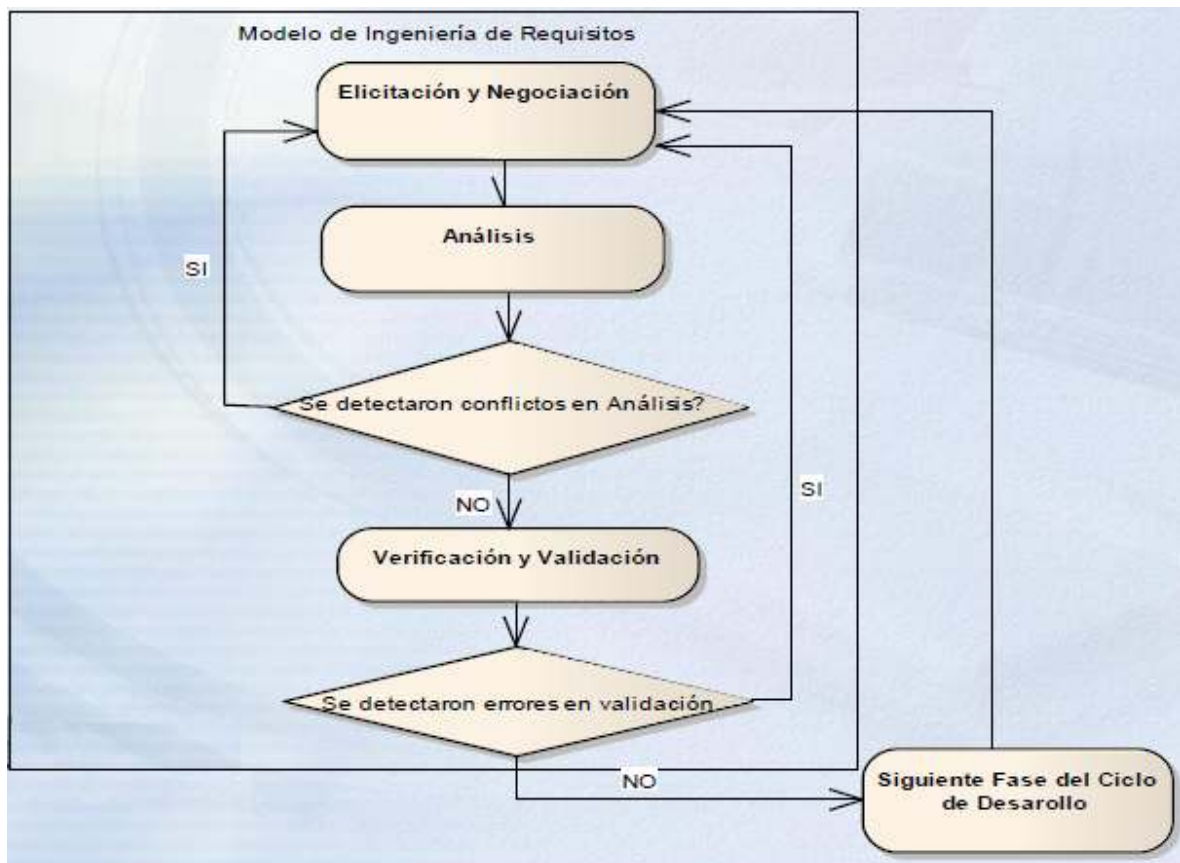 Modelo de Ingeniería de Requisitos
Elicitación y Negociación
Análisis
SI
Se detectaron conflictos en Análisis?
NO
SI
Verificación y Validación
Se detectaron errores en validación
NO
Siguiente Fase del Ciclo
de Desarollo